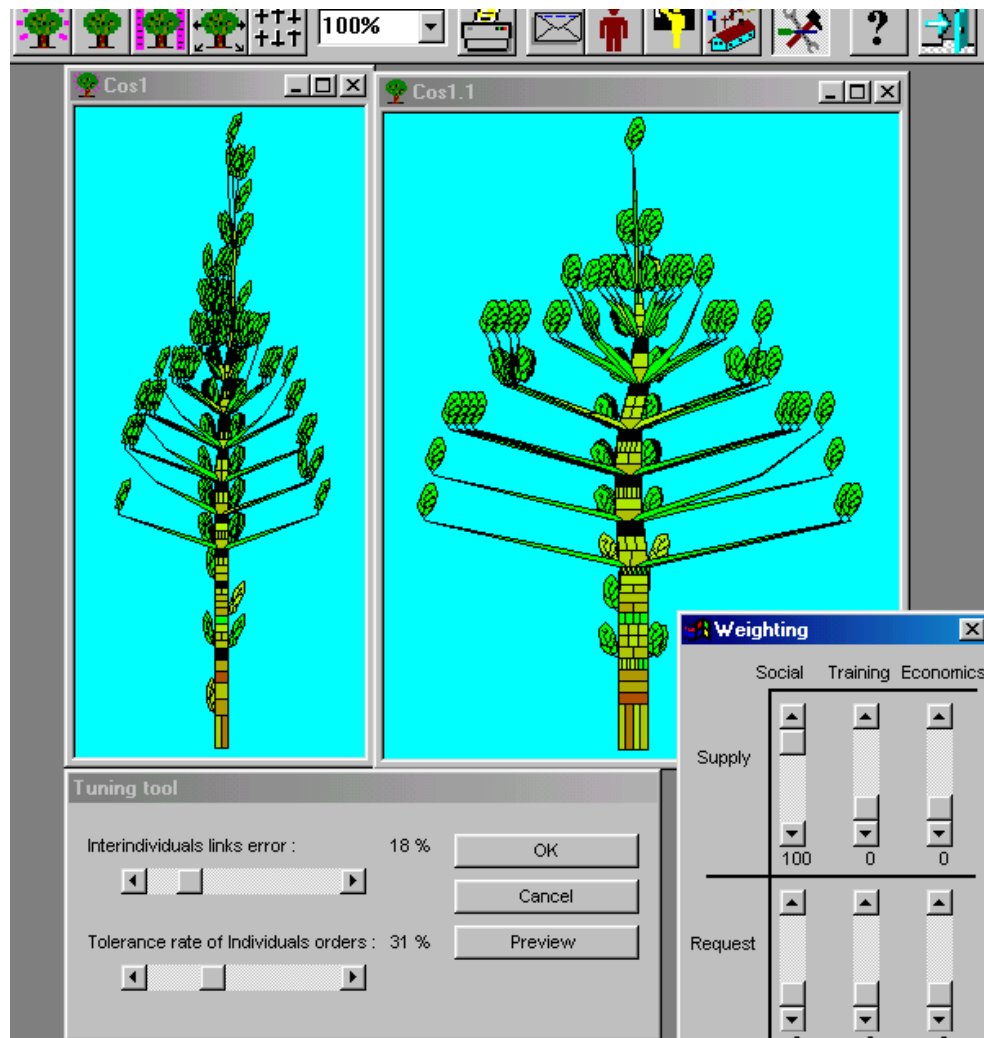 100%
?
Cos1
Cos1.1
Weighting
Social Training Economics
Supply
100 0 0
Request
Tuning tool
Interindividuals links error : 18 %
OK
Cancel
Tolerance rate of Individuals orders : 31 %
Preview